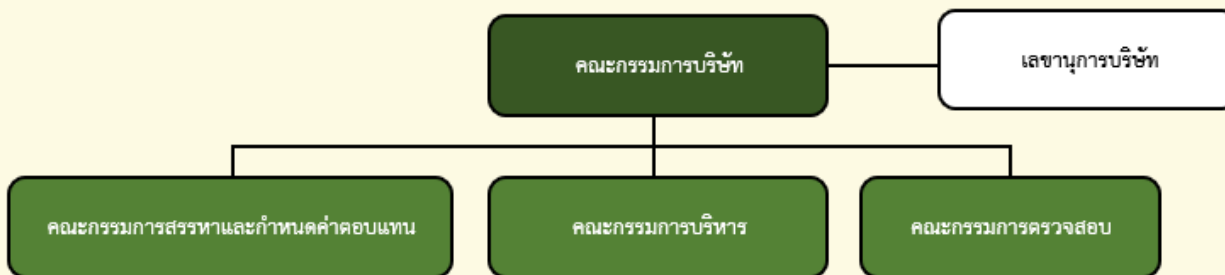 คณะกรรมการบริษัท
เลขานุการบริษัท
คณะกรรมการสรรหาและกำหนดค่าตอบแทน
คณะกรรมการบริหาร
คณะกรรมการตรวจสอบ